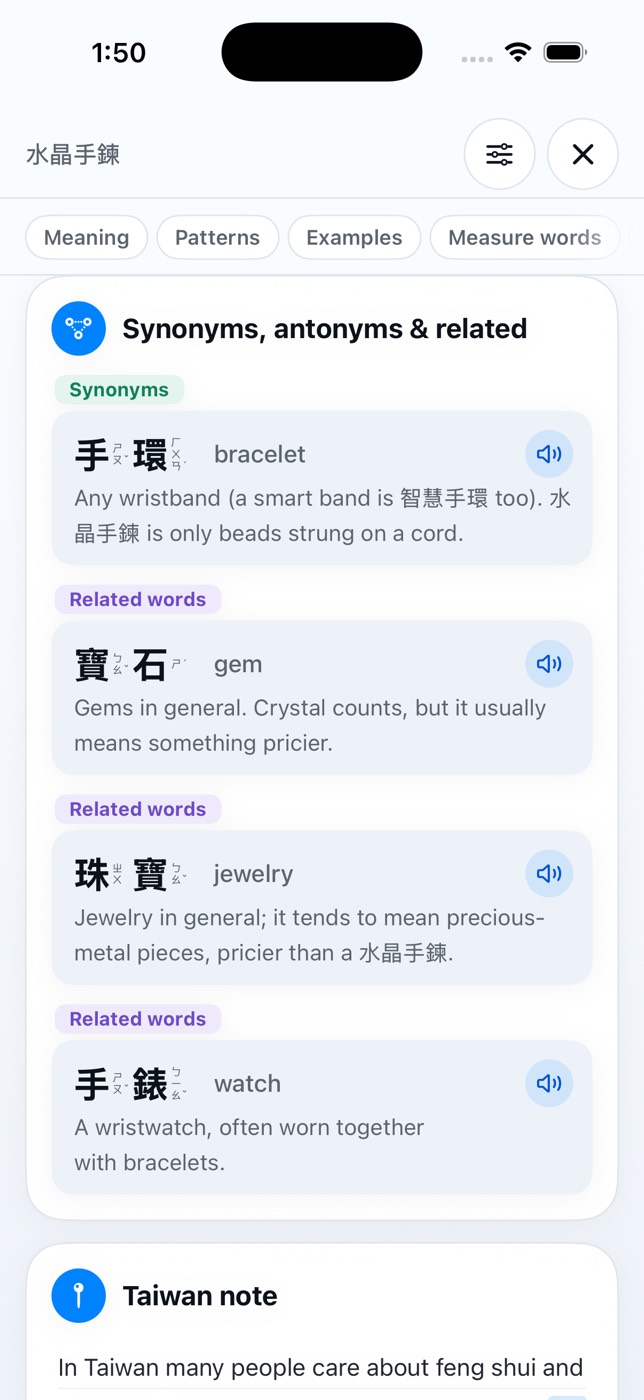 1:50
水晶手鍊
Meaning Patterns Examples Measure words
Synonyms, antonyms & related
Synonyms
手ㄕㄡˇ環ㄏㄨㄢˊ bracelet
Any wristband (a smart band is 智慧手環 too). 水
晶手鍊 is only beads strung on a cord.
Related words
寶ㄅㄠˇ石ㄕˊ gem
Gems in general. Crystal counts, but it usually
means something pricier.
Related words
珠ㄓㄨ寶ㄅㄠˇ jewelry
Jewelry in general; it tends to mean precious-
metal pieces, pricier than a 水晶手鍊.
Related words
手ㄕㄡˇ錶ㄅㄧㄠˇ watch
A wristwatch, often worn together
with bracelets.
Taiwan note
In Taiwan many people care about feng shui and